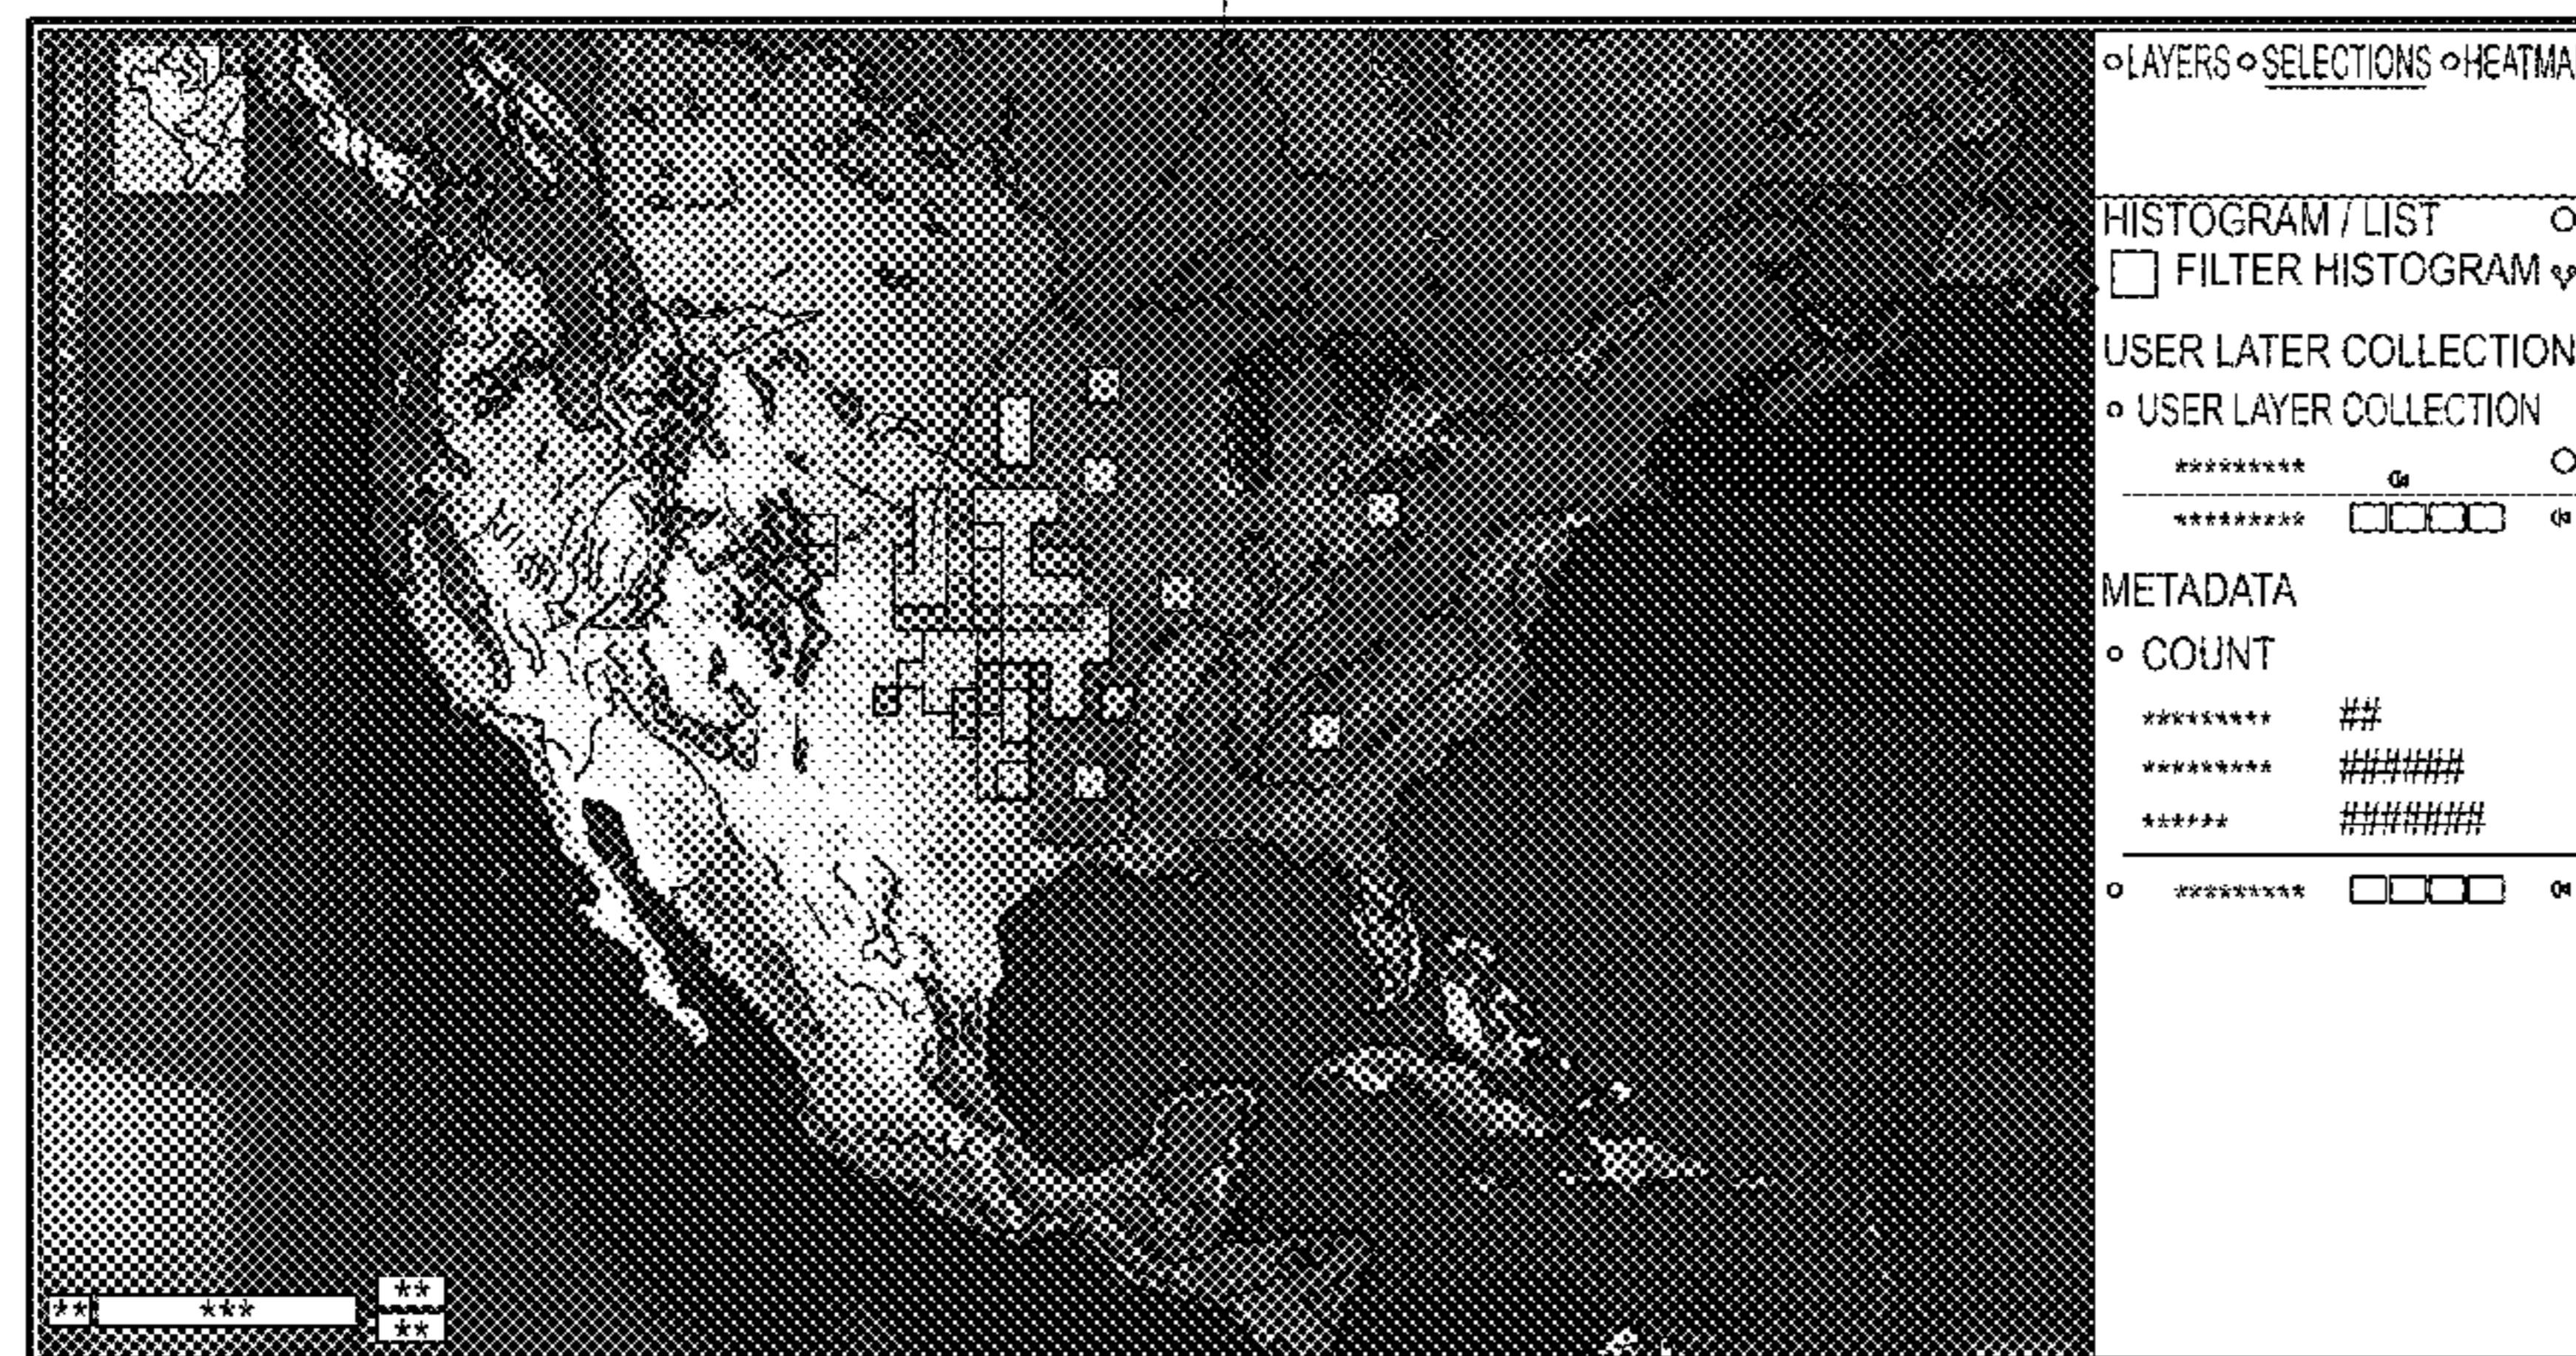 ○LAYERS ○SELECTIONS ○HEATMA
HISTOGRAM / LIST ○
FILTER HISTOGRAM
USER LATER COLLECTION
○ USER LAYER COLLECTION
*********
*********
METADATA
○ COUNT
********* ##
********* ######
****** #######
○ *********
** *** **
**